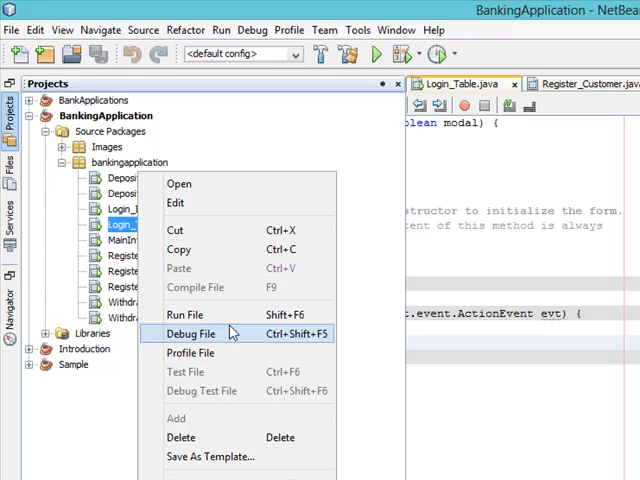 BankingApplication - NetBean
File Edit View Navigate Source Refactor Run Debug Profile Team Tools Window Help
<default config>
Projects
Login_Table.java
Register_Customer.java
BankApplications
BankingApplication
Source Packages
Images
bankingapplication
Deposi
Deposi
Login_
Login_
MainIn
Registe
Registe
Registe
Withdra
Withdra
Libraries
Introduction
Sample
Projects
Files
Services
Navigator
Open
Edit
Cut Ctrl+X
Copy Ctrl+C
Paste Ctrl+V
Compile File F9
Run File Shift+F6
Debug File Ctrl+Shift+F5
Profile File
Test File Ctrl+F6
Debug Test File Ctrl+Shift+F6
Add
Delete Delete
Save As Template...
olean modal) {
structor to initialize the form.
tent of this method is always
t.event.ActionEvent evt) {